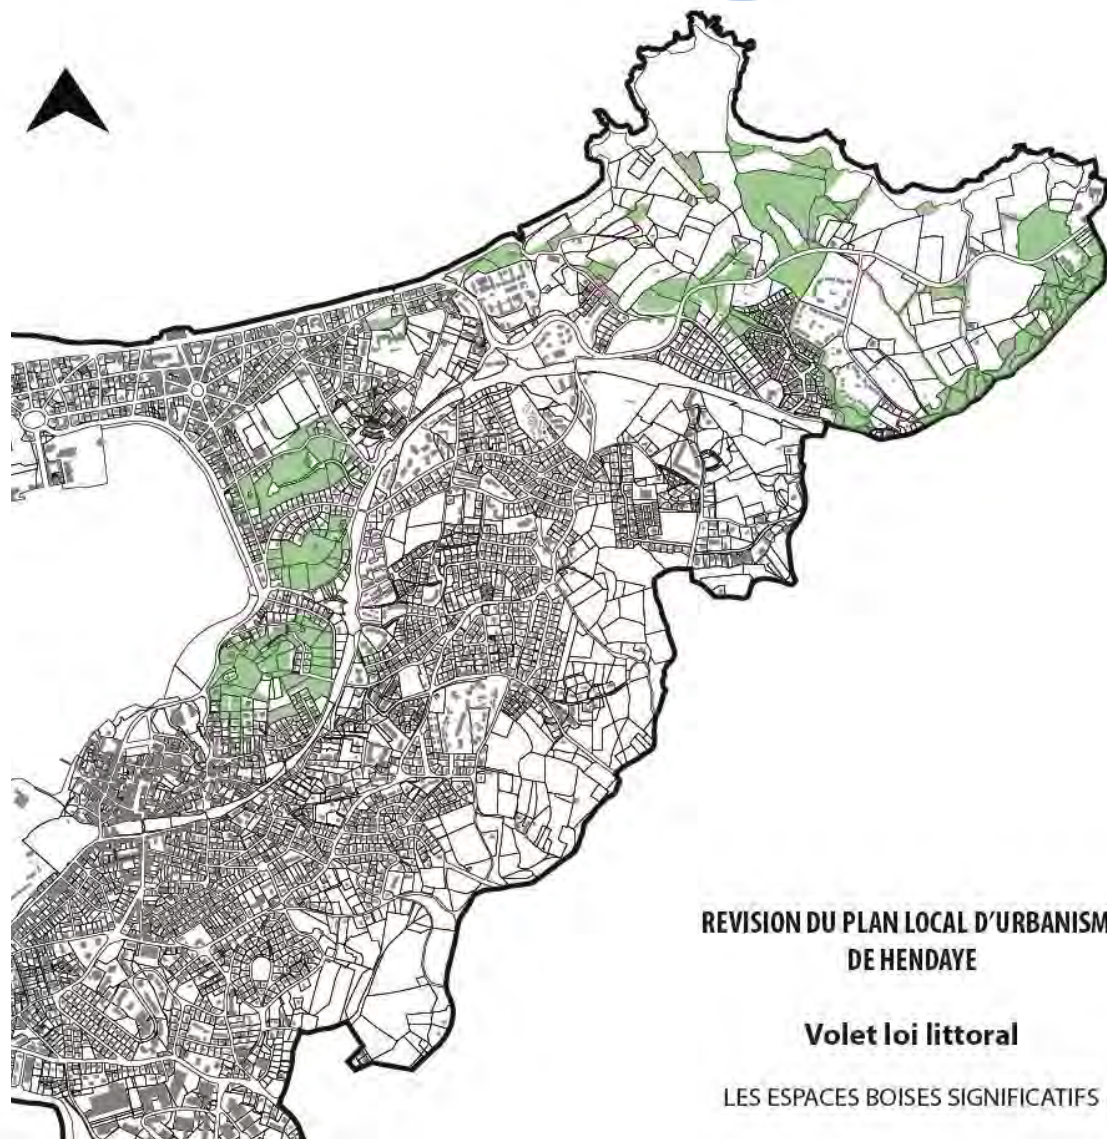 REVISION DU PLAN LOCAL D'URBANISM
DE HENDAYE
Volet loi littoral
LES ESPACES BOISES SIGNIFICATIFS